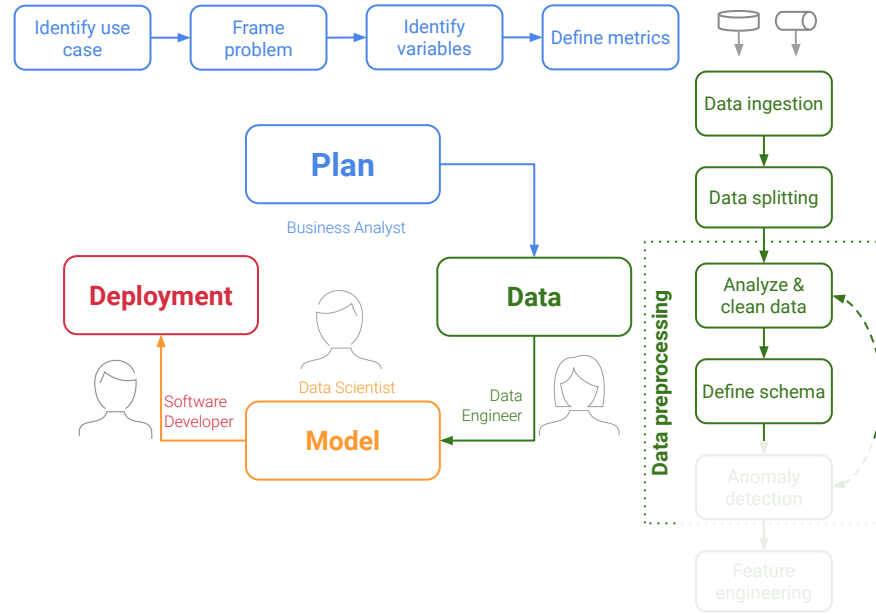 Identify use
case
Frame
problem
Identify
variables
Define metrics
Data ingestion
Data splitting
Plan
Business Analyst
Deployment
Data
Data Scientist
Software
Developer
Data
Engineer
Model
Data preprocessing
Analyze &
clean data
Define schema
Anomaly
detection
Feature
engineering